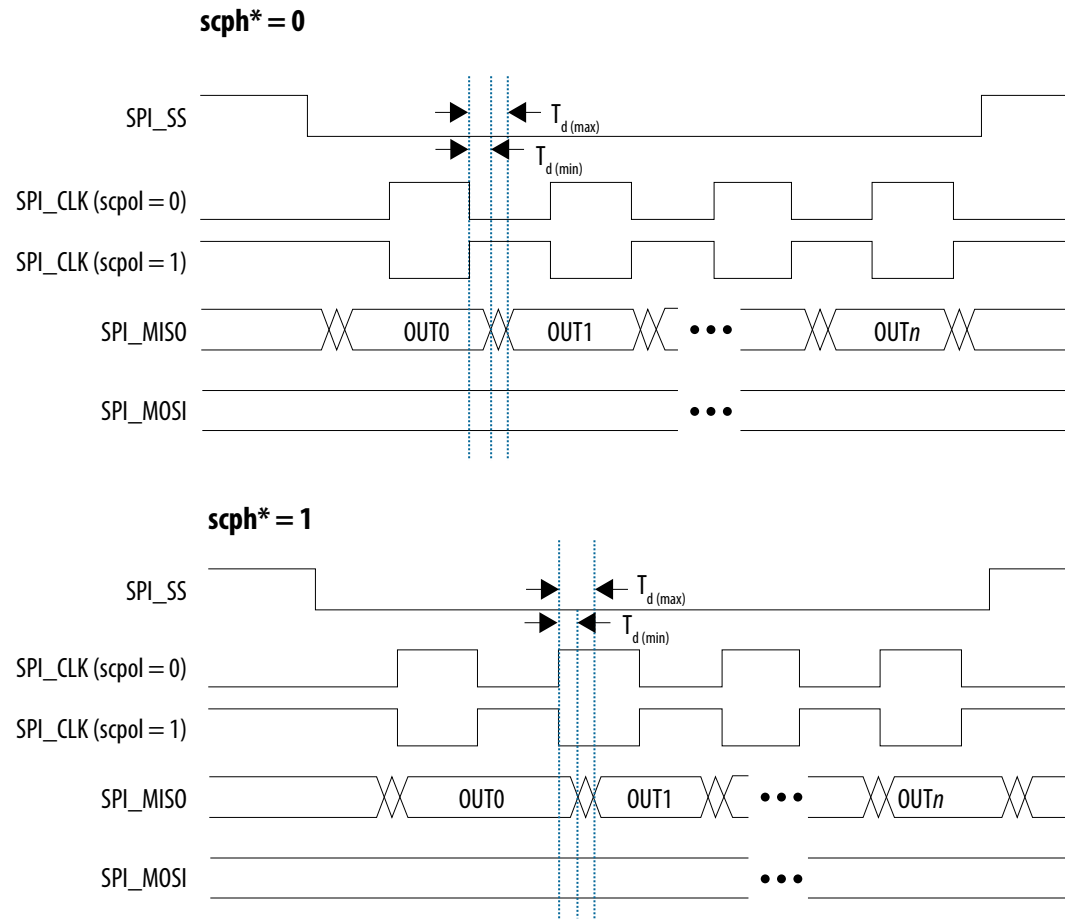 scph* = 0
SPI_SS
T d (max)
T d (min)
SPI_CLK (scpol = 0)
SPI_CLK (scpol = 1)
SPI_MISO OUT0 OUT1 ••• OUTn
SPI_MOSI •••
scph* = 1
SPI_SS
T d (max)
T d (min)
SPI_CLK (scpol = 0)
SPI_CLK (scpol = 1)
SPI_MISO OUT0 OUT1 ••• OUTn
SPI_MOSI •••